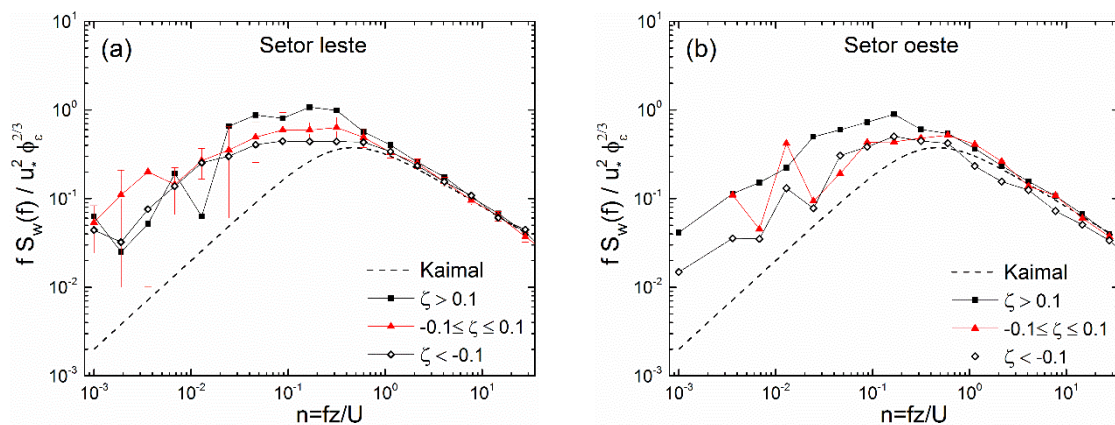 (a) Setor leste
f S_w(f) / u_*^2 ϕ_ε^{2/3}
10^1
10^0
10^-1
10^-2
10^-3
Kaimal
ζ > 0.1
-0.1≤ ζ ≤ 0.1
ζ < -0.1
10^-3 10^-2 10^-1 10^0 10^1
n=fz/U
(b) Setor oeste
f S_w(f) / u_*^2 ϕ_ε^{2/3}
10^1
10^0
10^-1
10^-2
10^-3
Kaimal
ζ > 0.1
-0.1≤ ζ ≤ 0.1
ζ < -0.1
10^-3 10^-2 10^-1 10^0 10^1
n=fz/U